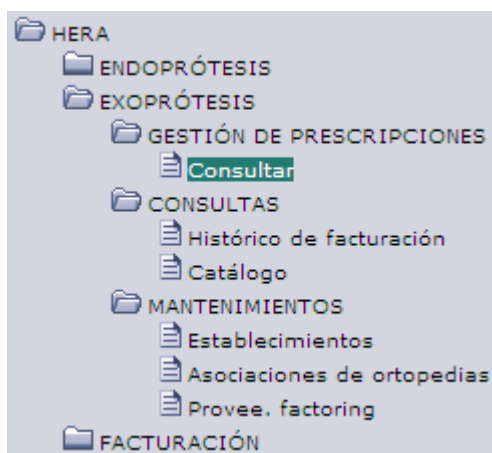 HERA
ENDOPRÓTESIS
EXOPRÓTESIS
GESTIÓN DE PRESCRIPCIONES
Consultar
CONSULTAS
Histórico de facturación
Catálogo
MANTENIMIENTOS
Establecimientos
Asociaciones de ortopedias
Provee. factoring
FACTURACIÓN